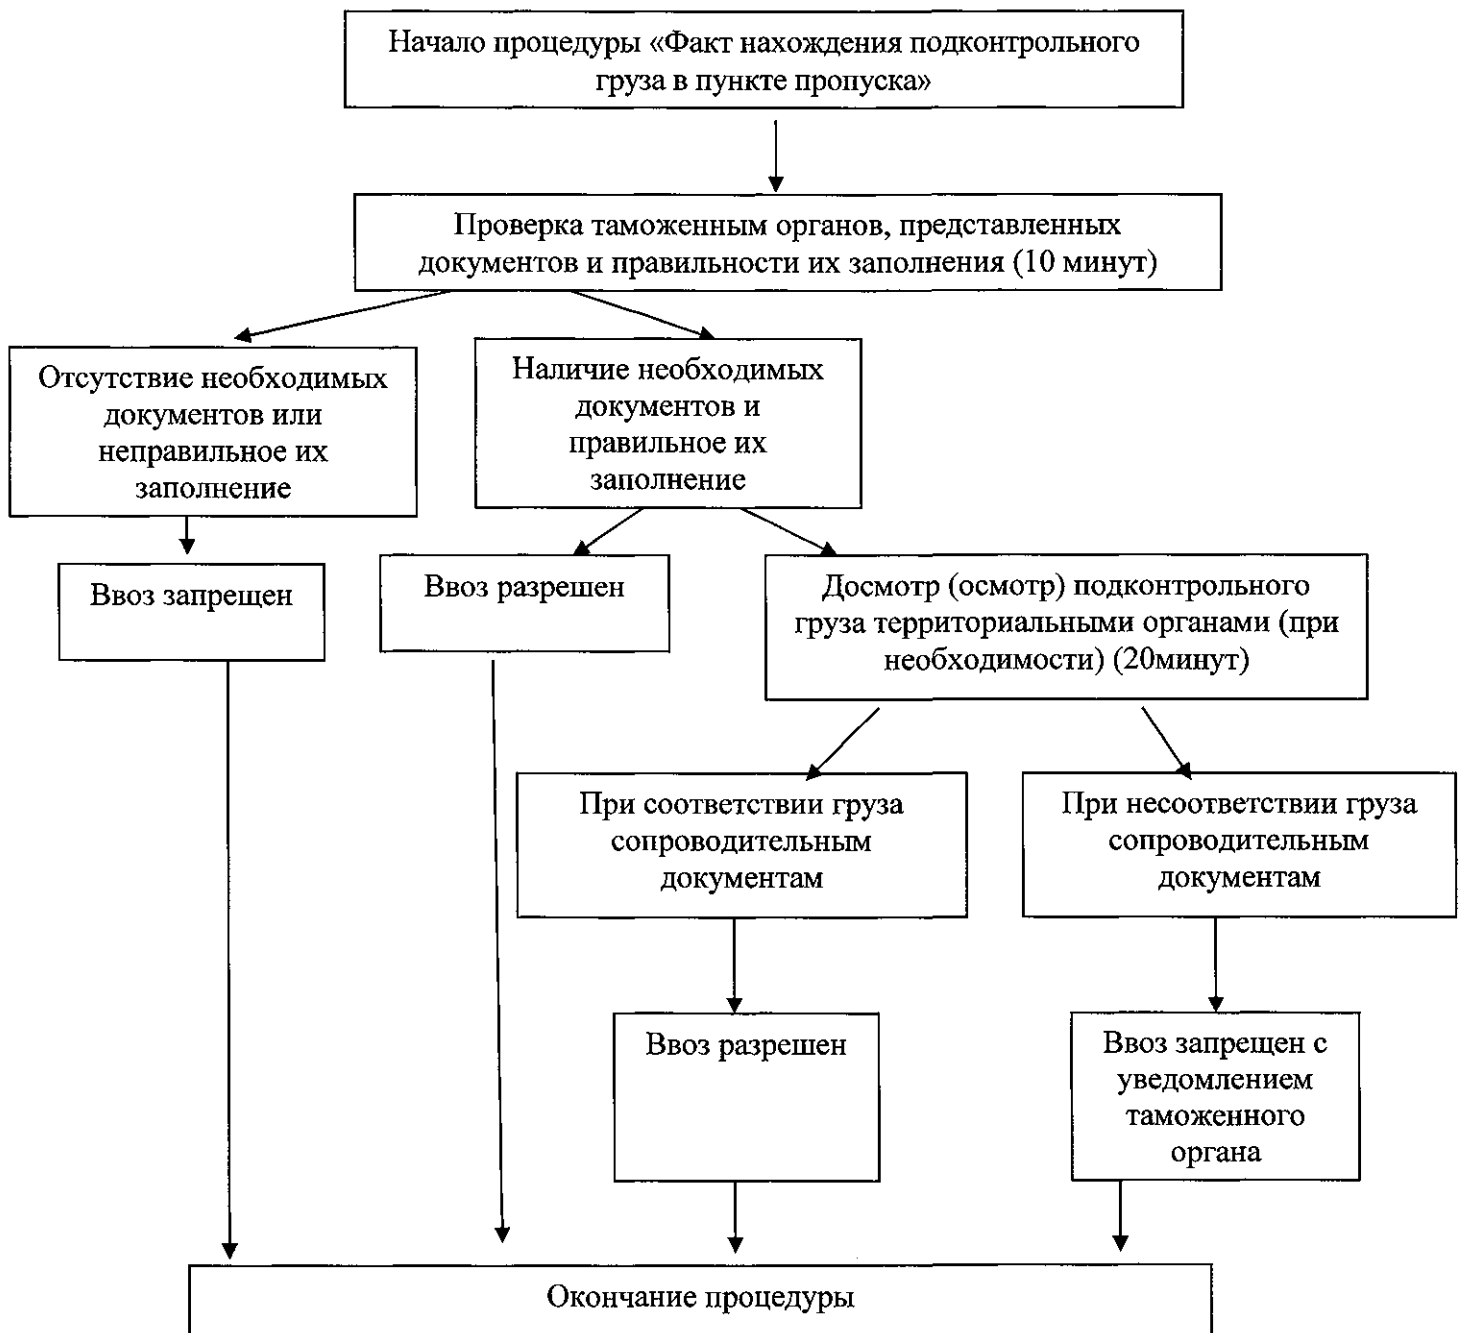 Начало процедуры «Факт нахождения подконтрольного
груза в пункте пропуска»
Проверка таможенным органов, представленных
документов и правильности их заполнения (10 минут)
Отсутствие необходимых
документов или
неправильное их
заполнение
Наличие необходимых
документов и
правильное их
заполнение
Ввоз запрещен
Ввоз разрешен
Досмотр (осмотр) подконтрольного
груза территориальными органами (при
необходимости) (20минут)
При соответствии груза
сопроводительным
документам
При несоответствии груза
сопроводительным
документам
Ввоз разрешен
Ввоз запрещен с
уведомлением
таможенного
органа
Окончание процедуры